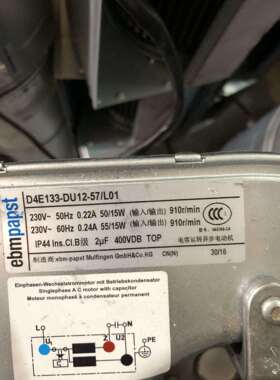 ebmpapst
D4E133-DU12-57/L01
230V~ 50Hz 0.22A 50/15W (输入/输出) 910r/min
230V~ 60Hz 0.24A 55/15W (输入/输出) 910r/min
IP44 Ins.Cl.B级 2µF 400VDB TOP 电容运转异步电动机
制造商:ebm-papst Mulfingen GmbH&Co.KG CN(N) 30/16
Einphasen-Wechselstrommotor mit Betriebskondensator
Singlephase A C motor with capacitor
Moteur monophasé à condensateur permanent
L N
U1 Z U2 PE